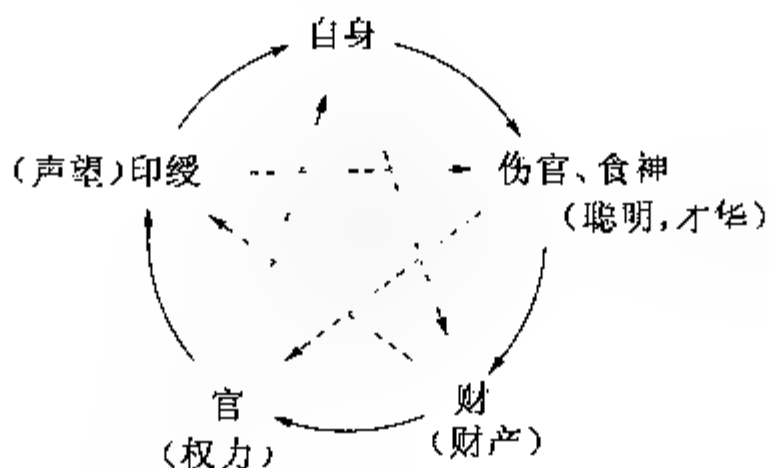 自身
(声望)印绶
伤官、食神
(聪明,才华)
官
(权力)
财
(财产)